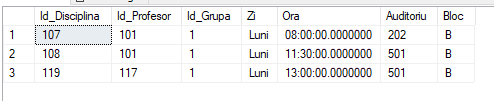 Id_Disciplina Id_Profesor Id_Grupa Zi Ora Auditoriu Bloc
1 107 101 1 Luni 08:00:00.0000000 202 B
2 108 101 1 Luni 11:30:00.0000000 501 B
3 119 117 1 Luni 13:00:00.0000000 501 B